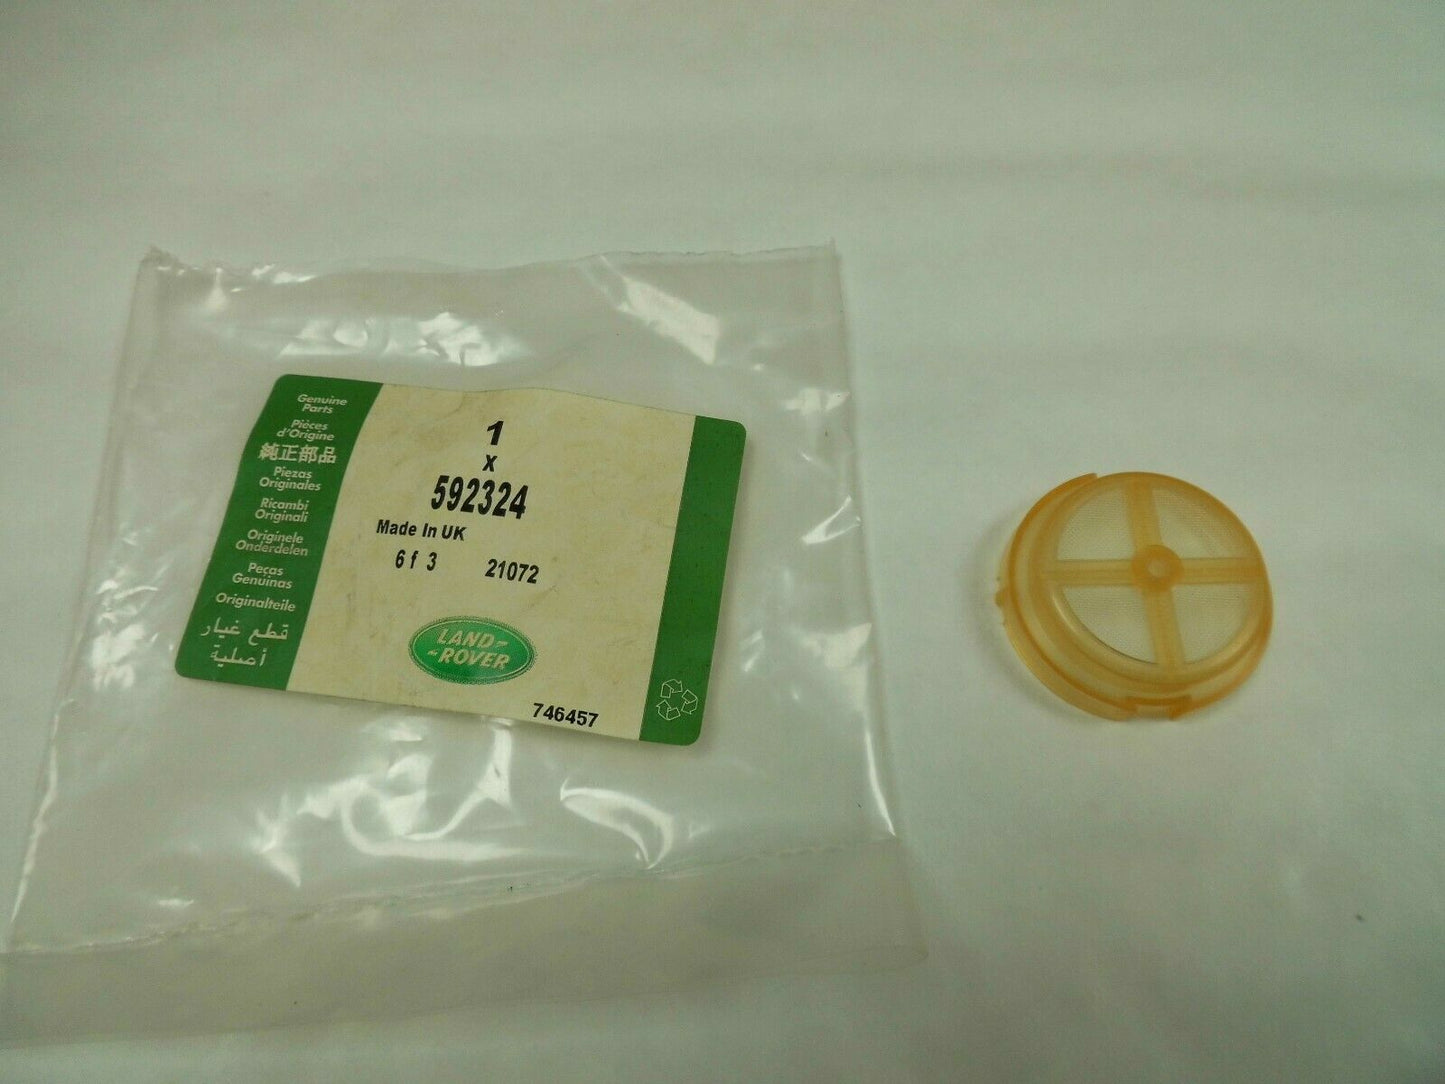 Genuine
Parts
Pièces
d'Origine
純正部品
Piezas
Originales
Ricambi
Originali
Originele
Onderdelen
Peças
Genuinas
Originalteile
قطع غيار
أصلية
1
x
592324
Made In UK
6 f 3 21072
LAND-
-ROVER
746457